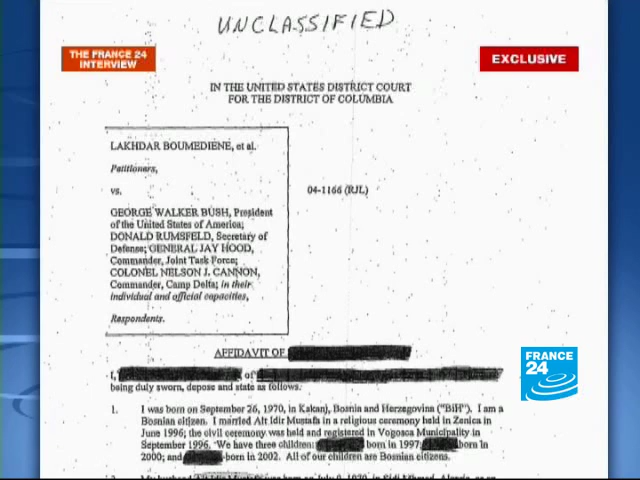 UNCLASSIFIED
THE FRANCE 24
INTERVIEW
EXCLUSIVE
IN THE UNITED STATES DISTRICT COURT
FOR THE DISTRICT OF COLUMBIA
LAKHDAR BOUMEDIENE, et al.
Petitioners,
vs.
04-1166 (RJL)
GEORGE WALKER BUSH, President
of the United States of America;
DONALD RUMSFELD, Secretary of
Defense; GENERAL JAY HOOD,
Commander, Joint Task Force;
COLONEL NELSON J. CANNON,
Commander, Camp Delta; in their
individual and official capacities,
Respondents.
AFFIDAVIT OF
I, of
being duly sworn, depose and state as follows.
1. I was born on September 26, 1970, in Kakanj, Bosnia and Herzegovina ("BiH"). I am a
Bosnian citizen. I married Ait Idir Mustafa in a religious ceremony held in Zenica in
June 1996; the civil ceremony was held and registered in Vogosca Municipality in
September 1996. We have three children: born in 1997; born in
2000; and born in 2002. All of our children are Bosnian citizens.
FRANCE
24